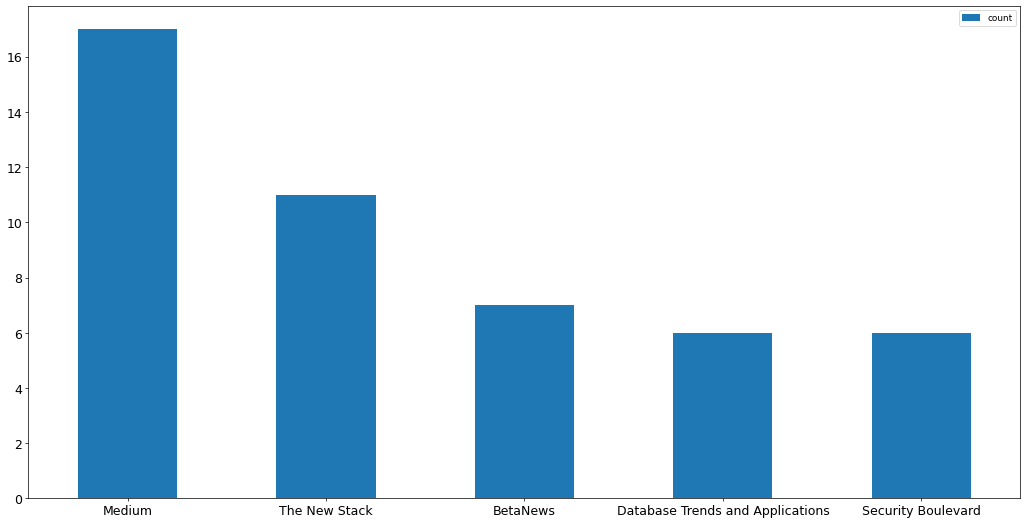 count
16
14
12
10
8
6
4
2
0
Medium
The New Stack
BetaNews
Database Trends and Applications
Security Boulevard